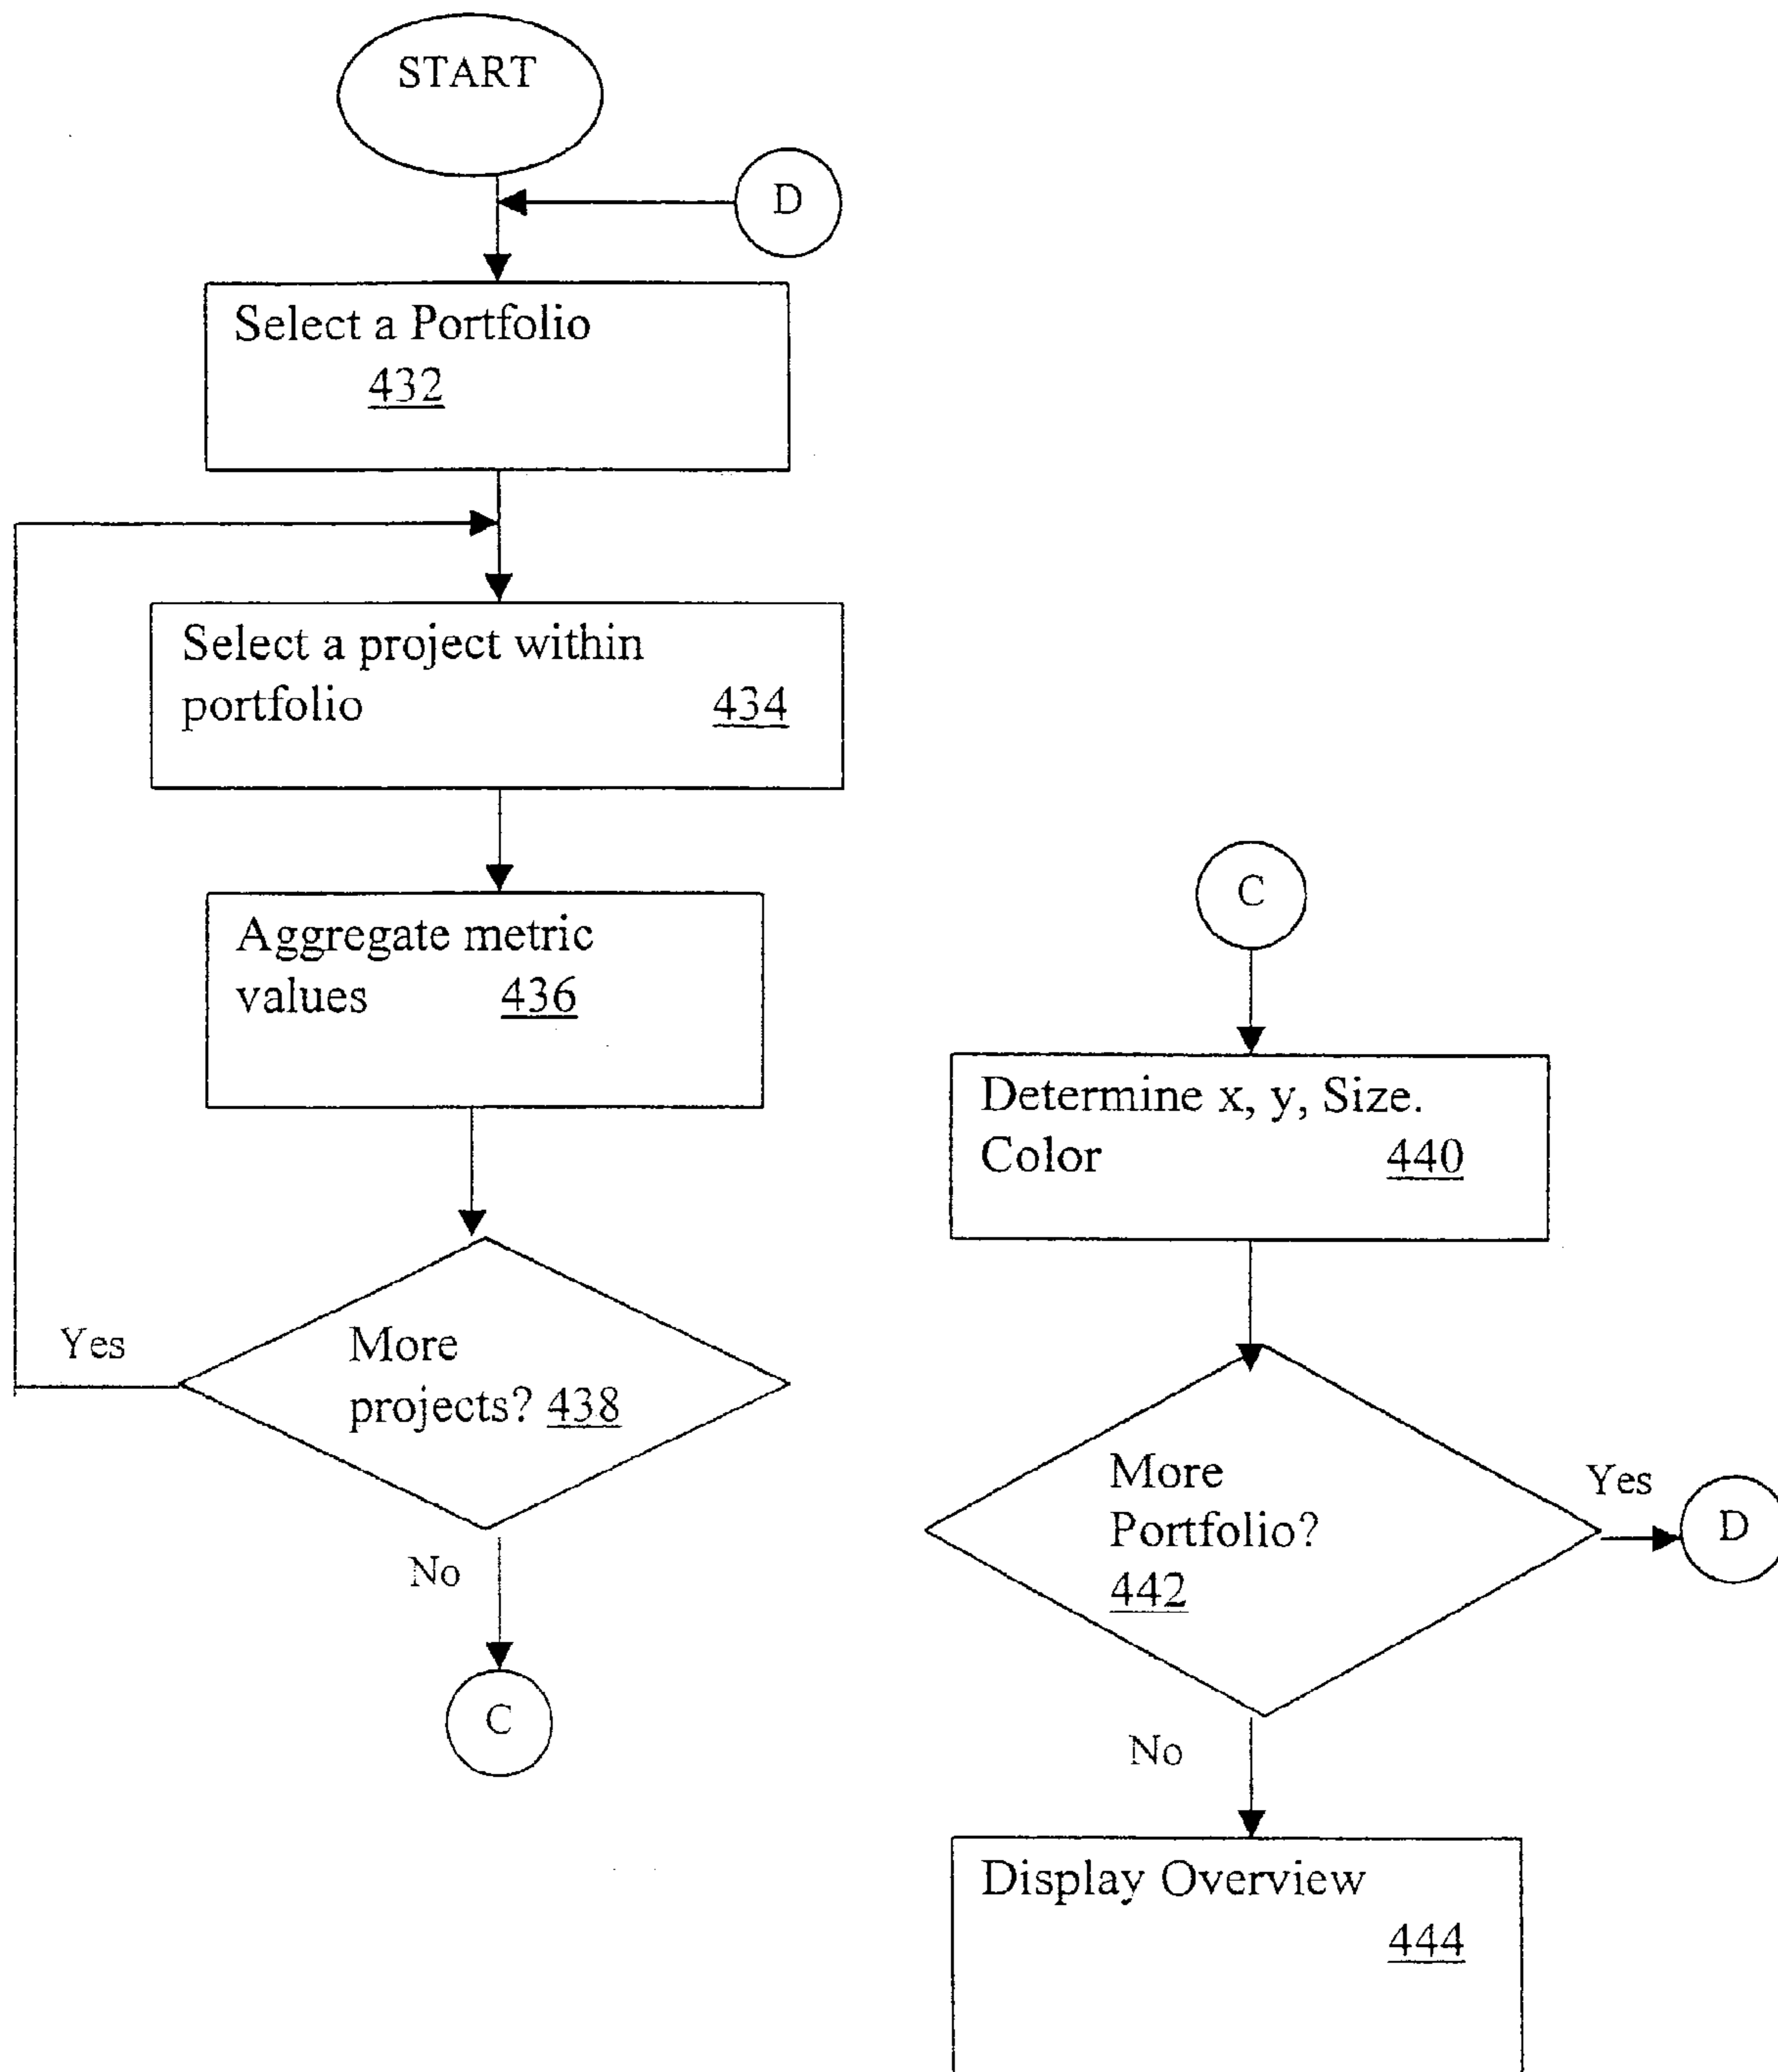 START
D
Select a Portfolio
432
Select a project within
portfolio 434
Aggregate metric
values 436
More
projects? 438
Yes
No
C
C
Determine x, y, Size.
Color 440
More
Portfolio?
442
Yes
D
No
Display Overview
444